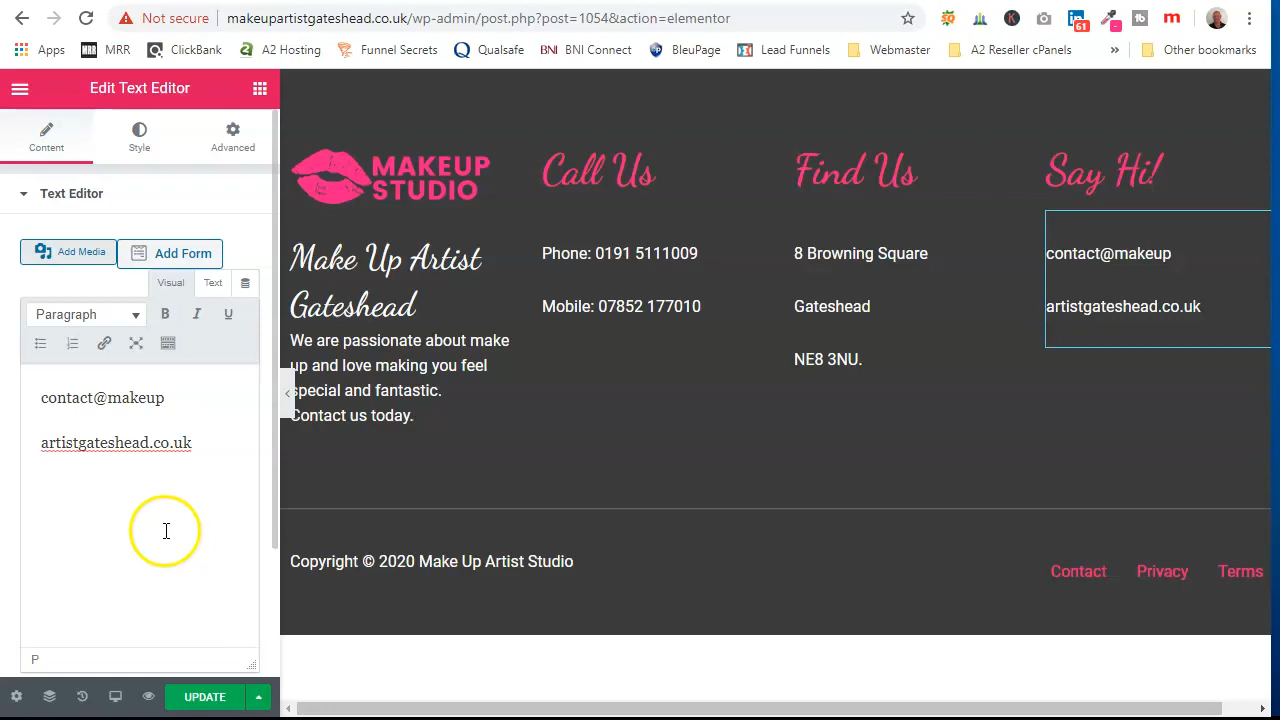 Not secure
makeupartistgateshead.co.uk/wp-admin/post.php?post=1054&action=elementor
61
Apps
MRR
MRR
ClickBank
A2 Hosting
Funnel Secrets
Qualsafe
BNI
BNI Connect
BleuPage
Lead Funnels
Webmaster
A2 Reseller cPanels
»
Other bookmarks
Edit Text Editor
Content
Style
Advanced
Text Editor
Add Media
Add Form
Visual
Text
Paragraph
B
I
U
contact@makeup
artistgateshead.co.uk
P
UPDATE
MAKEUP
STUDIO
Make Up Artist
Gateshead
We are passionate about make
up and love making you feel
special and fantastic.
Contact us today.
Call Us
Phone: 0191 5111009
Mobile: 07852 177010
Find Us
8 Browning Square
Gateshead
NE8 3NU.
Say Hi!
contact@makeup
artistgateshead.co.uk
Copyright © 2020 Make Up Artist Studio
Contact
Privacy
Terms